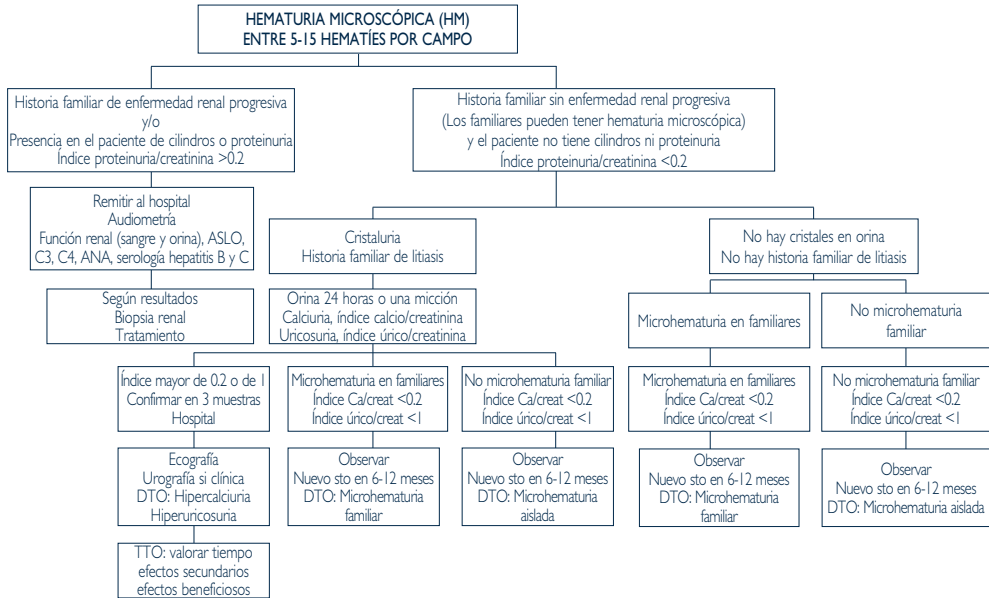 HEMATURIA MICROSCÓPICA (HM)
ENTRE 5-15 HEMATÍES POR CAMPO
Historia familiar de enfermedad renal progresiva
y/o
Presencia en el paciente de cilindros o proteinuria
Índice proteinuria/creatinina >0.2
Historia familiar sin enfermedad renal progresiva
(Los familiares pueden tener hematuria microscópica)
y el paciente no tiene cilindros ni proteinuria
Índice proteinuria/creatinina <0.2
Remitir al hospital
Audiometría
Función renal (sangre y orina), ASLO,
C3, C4, ANA, serología hepatitis B y C
Cristaluria
Historia familiar de litiasis
No hay cristales en orina
No hay historia familiar de litiasis
Según resultados
Biopsia renal
Tratamiento
Orina 24 horas o una micción
Calciuria, índice calcio/creatinina
Uricosuria, índice úrico/creatinina
Microhematuria en familiares
No microhematuria
familiar
Índice mayor de 0.2 o de 1
Confirmar en 3 muestras
Hospital
Microhematuria en familiares
Índice Ca/creat <0.2
Índice úrico/creat <1
No microhematuria familiar
Índice Ca/creat <0.2
Índice úrico/creat <1
Microhematuria en familiares
Índice Ca/creat <0.2
Índice úrico/creat <1
No microhematuria familiar
Índice Ca/creat <0.2
Índice úrico/creat <1
Ecografía
Urografía si clínica
DTO: Hipercalciuria
Hiperuricosuria
Observar
Nuevo sto en 6-12 meses
DTO: Microhematuria
familiar
Observar
Nuevo sto en 6-12 meses
DTO: Microhematuria
aislada
Observar
Nuevo sto en 6-12 meses
DTO: Microhematuria
familiar
Observar
Nuevo sto en 6-12 meses
DTO: Microhematuria aislada
TTO: valorar tiempo
efectos secundarios
efectos beneficiosos